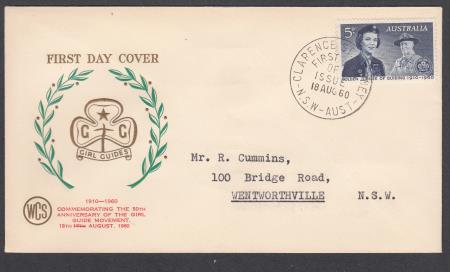 FIRST DAY COVER
G G
GIRL GUIDES
1910—1960
WCS
COMMEMORATING THE 50TH
ANNIVERSARY OF THE GIRL
GUIDE MOVEMENT.
18TH AUGUST, 1960
5D
AUSTRALIA
GOLDEN JUBILEE OF GUIDING 1910-1960
CLARENCE
FIRST
OF
ISSUE
18 AUG 60
N.S.W-AUST
Mr. R. Cummins,
100 Bridge Road,
WENTWORTHVILLE N.S.W.